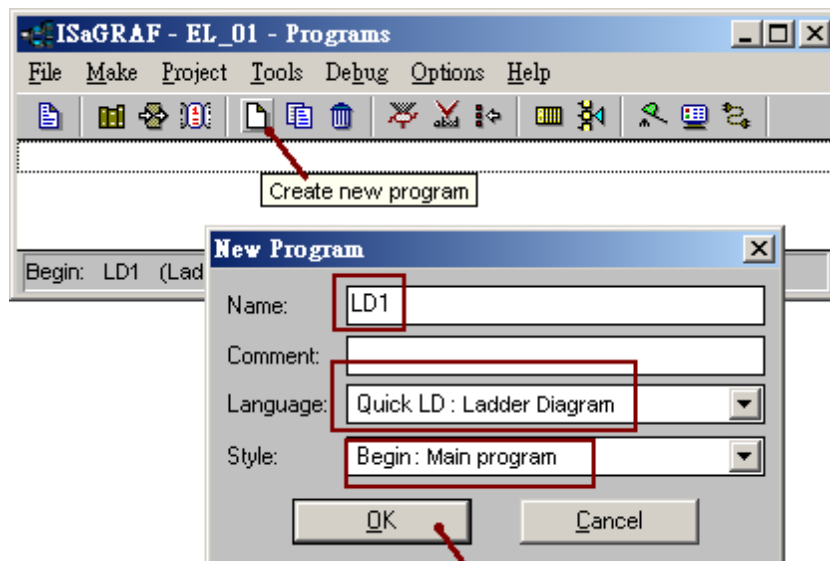 ISaGRAF - EL_01 - Programs
File Make Project Tools Debug Options Help
Create new program
Begin: LD1 (Lad
New Program
Name: LD1
Comment:
Language: Quick LD : Ladder Diagram
Style: Begin : Main program
OK Cancel